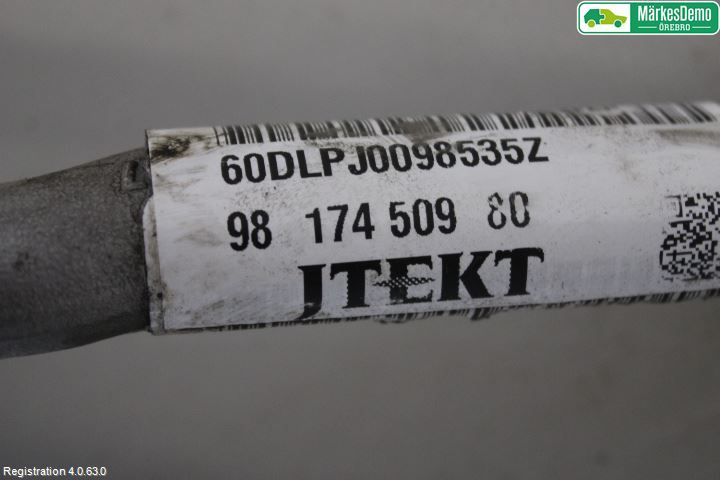 MärkesDemo
ÖREBRO
60DLPJ0098535Z
98 174 509 80
JTEKT
Registration 4.0.63.0